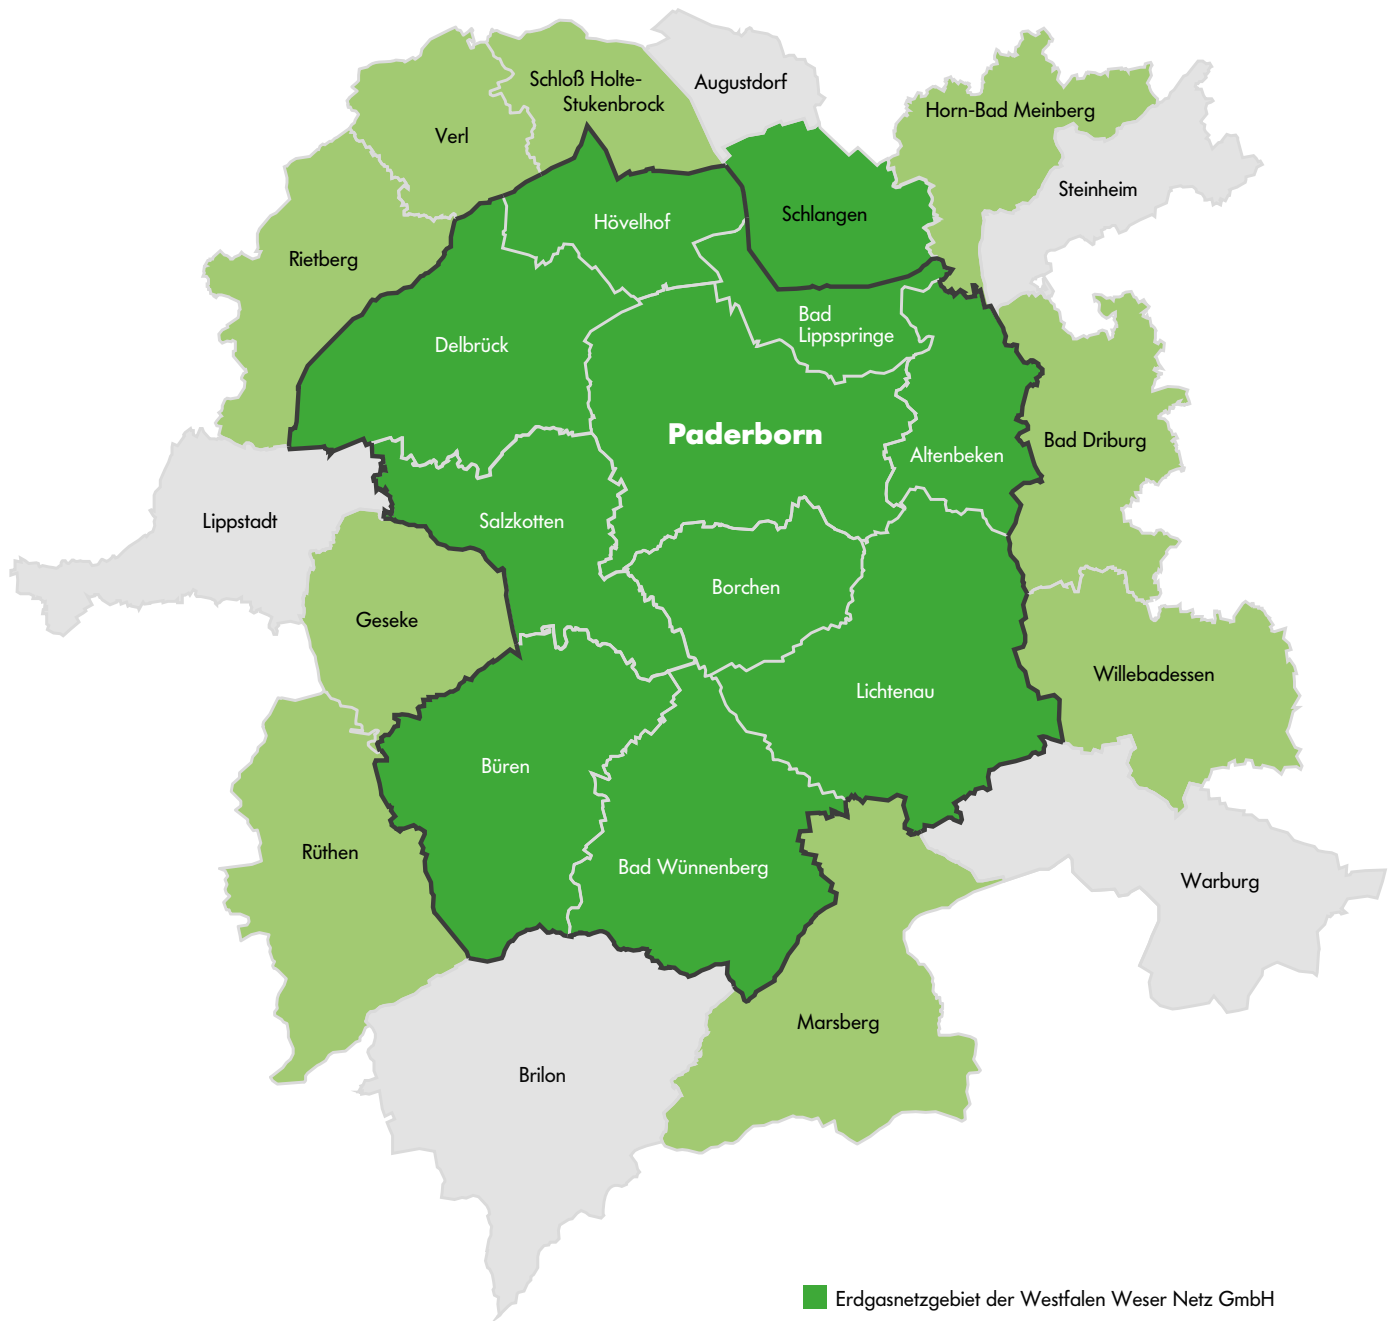 Schloß Holte-
Stukenbrock
Augustdorf
Horn-Bad Meinberg
Verl
Steinheim
Hövelhof
Schlangen
Rietberg
Bad
Lippspringe
Delbrück
Paderborn
Bad Driburg
Altenbeken
Lippstadt
Salzkotten
Borchen
Geseke
Willebadessen
Lichtenau
Büren
Rüthen
Bad Wünnenberg
Warburg
Marsberg
Brilon
Erdgasnetzgebiet der Westfalen Weser Netz GmbH